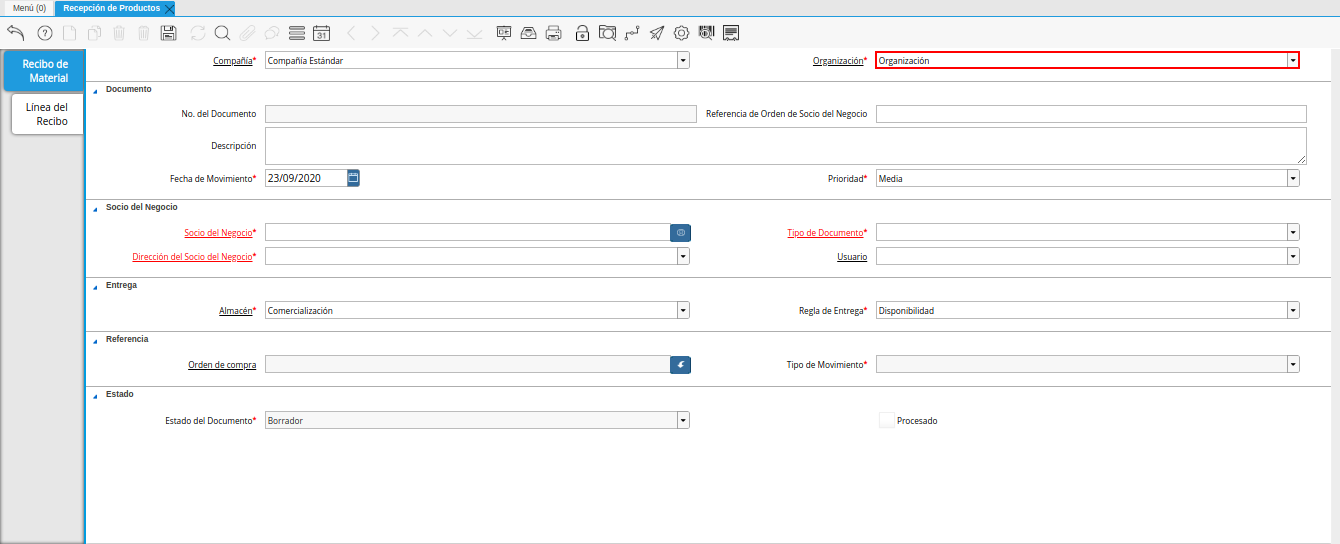 Menú (0)
Recepción de Productos
31
Recibo de
Material
Línea del
Recibo
Compañía* Compañía Estándar Organización* Organización
Documento
No. del Documento Referencia de Orden de Socio del Negocio
Descripción
Fecha de Movimiento* 23/09/2020 Prioridad* Media
Socio del Negocio
Socio del Negocio* Tipo de Documento*
Dirección del Socio del Negocio* Usuario
Entrega
Almacén* Comercialización Regla de Entrega* Disponibilidad
Referencia
Orden de compra Tipo de Movimiento*
Estado
Estado del Documento* Borrador Procesado